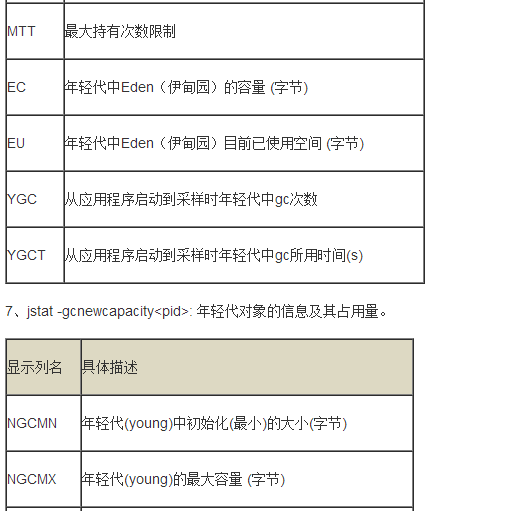 MTT 最大持有次数限制
EC 年轻代中Eden（伊甸园）的容量 (字节)
EU 年轻代中Eden（伊甸园）目前已使用空间 (字节)
YGC 从应用程序启动到采样时年轻代中gc次数
YGCT 从应用程序启动到采样时年轻代中gc所用时间(s)
7、jstat -gcnewcapacity<pid>: 年轻代对象的信息及其占用量。
显示列名 具体描述
NGCMN 年轻代(young)中初始化(最小)的大小(字节)
NGCMX 年轻代(young)的最大容量 (字节)